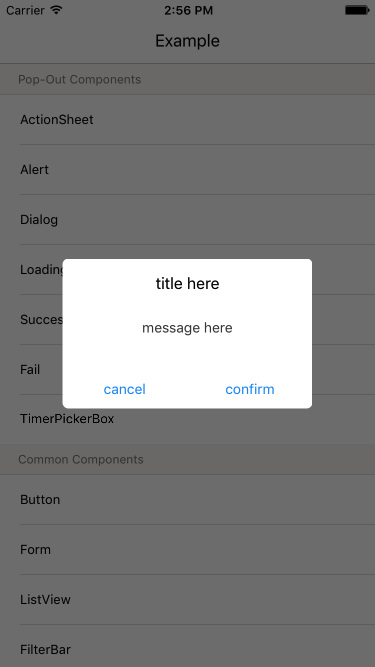 Carrier 2:56 PM
Example
Pop-Out Components
ActionSheet
Alert
Dialog
Loading
title here
Succes
message here
Fail
cancel confirm
TimerPickerBox
Common Components
Button
Form
ListView
FilterBar